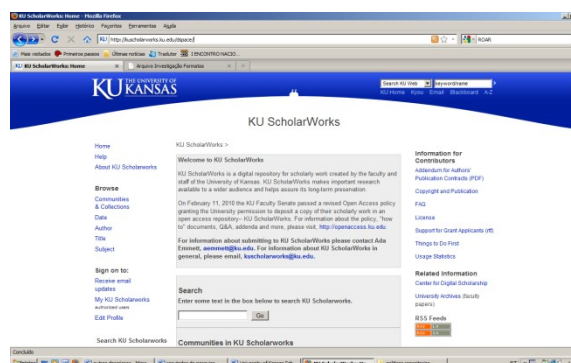 KU ScholarWorks: Home - Mozilla Firefox
Arquivo Editar Exibir Histórico Favoritos Ferramentas Ajuda
http://kuscholarworks.ku.edu/dspace/
ROAR
Mais visitados Primeiros passos Últimas notícias Tradutor I ENCONTRO NACIO...
KU ScholarWorks: Home
KU THE UNIVERSITY OF KANSAS
Search KU Web
KU Home Kyou Email Blackboard A-Z
KU ScholarWorks
Home
Help
About KU Scholarworks
Browse
Communities
& Collections
Date
Author
Title
Subject
Sign on to:
Receive email
updates
My KU Scholarworks
authorized users
Edit Profile
Search KU Scholarworks
KU ScholarWorks >
Welcome to KU ScholarWorks
KU ScholarWorks is a digital repository for scholarly work created by the faculty and
staff of the University of Kansas. KU ScholarWorks makes important research
available to a wider audience and helps assure its long-term preservation.
On February 11, 2010 the KU Faculty Senate passed a revised Open Access policy
granting the University permission to deposit a copy of their scholarly work in an
open access repository-- KU ScholarWorks. For information about the policy, "how
to" documents, Q&A, addenda and more, please visit, http://openaccess.ku.edu.
For information about submitting to KU ScholarWorks please contact Ada
Emmett, aemmett@ku.edu. For information about KU ScholarWorks in
general, please email, kuscholarworks@ku.edu.
Search
Enter some text in the box below to search KU Scholarworks.
Go
Communities in KU ScholarWorks
Information for
Contributors
Addendum for Authors'
Publication Contracts (PDF)
Copyright and Publication
FAQ
License
Support for Grant Applicants (rtf)
Things to Do First
Usage Statistics
Related Information
Center for Digital Scholarship
University Archives (faculty
papers)
RSS Feeds
Concluído